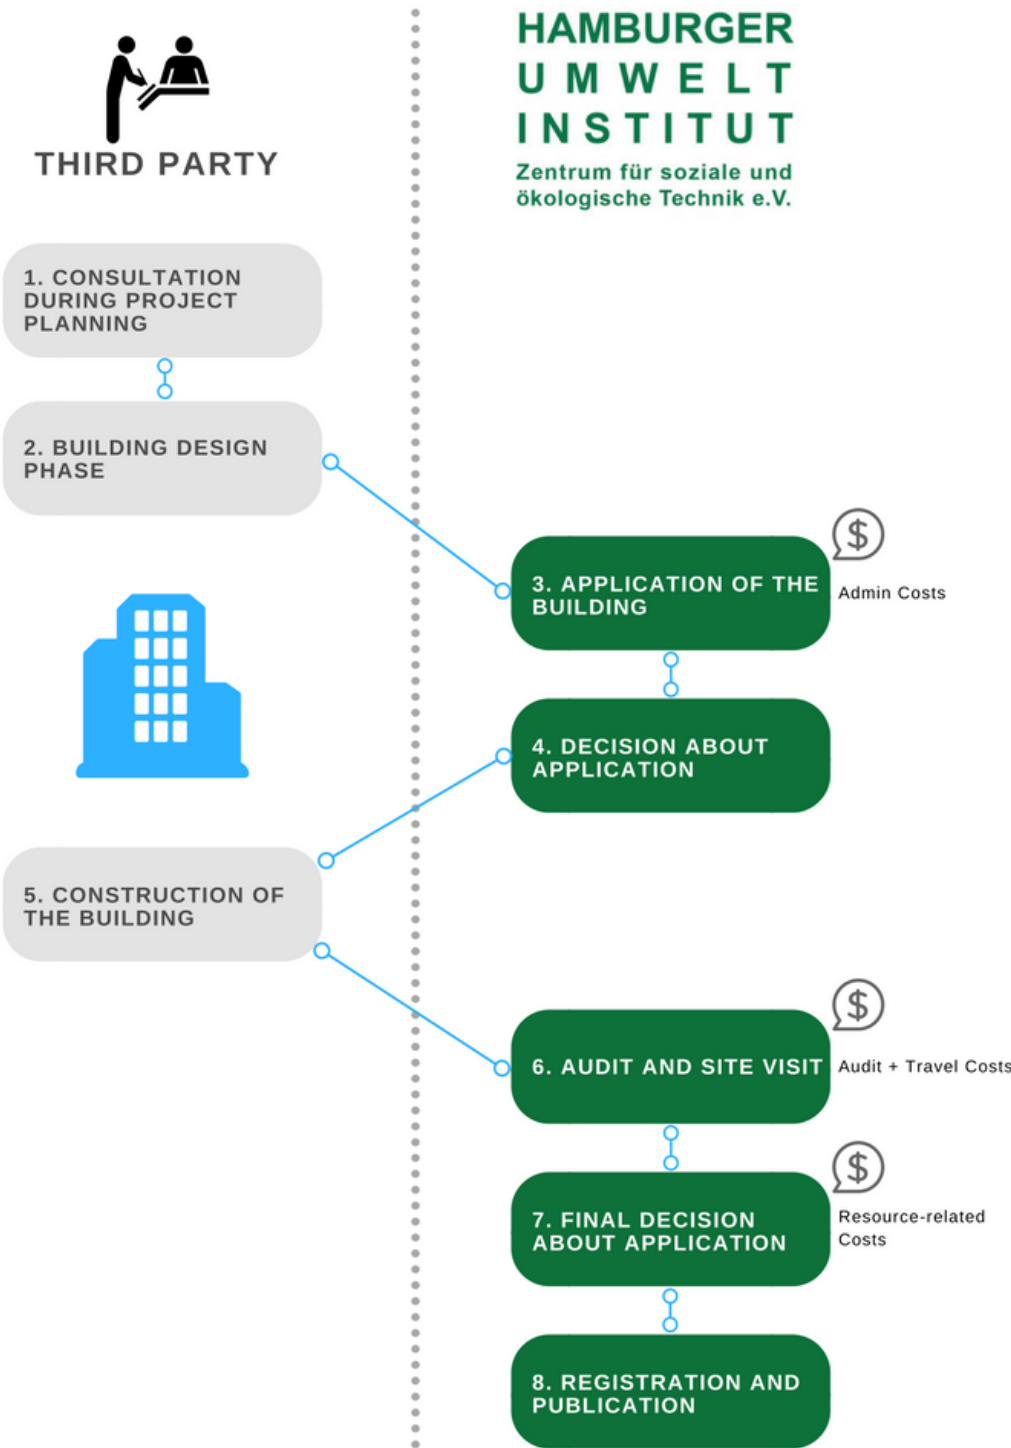 THIRD PARTY
HAMBURGER
UMWELT
INSTITUT
Zentrum für soziale und
ökologische Technik e.V.
1. CONSULTATION
DURING PROJECT
PLANNING
2. BUILDING DESIGN
PHASE
$
3. APPLICATION OF THE
BUILDING
Admin Costs
4. DECISION ABOUT
APPLICATION
5. CONSTRUCTION OF
THE BUILDING
$
6. AUDIT AND SITE VISIT
Audit + Travel Costs
$
7. FINAL DECISION
ABOUT APPLICATION
Resource-related
Costs
8. REGISTRATION AND
PUBLICATION